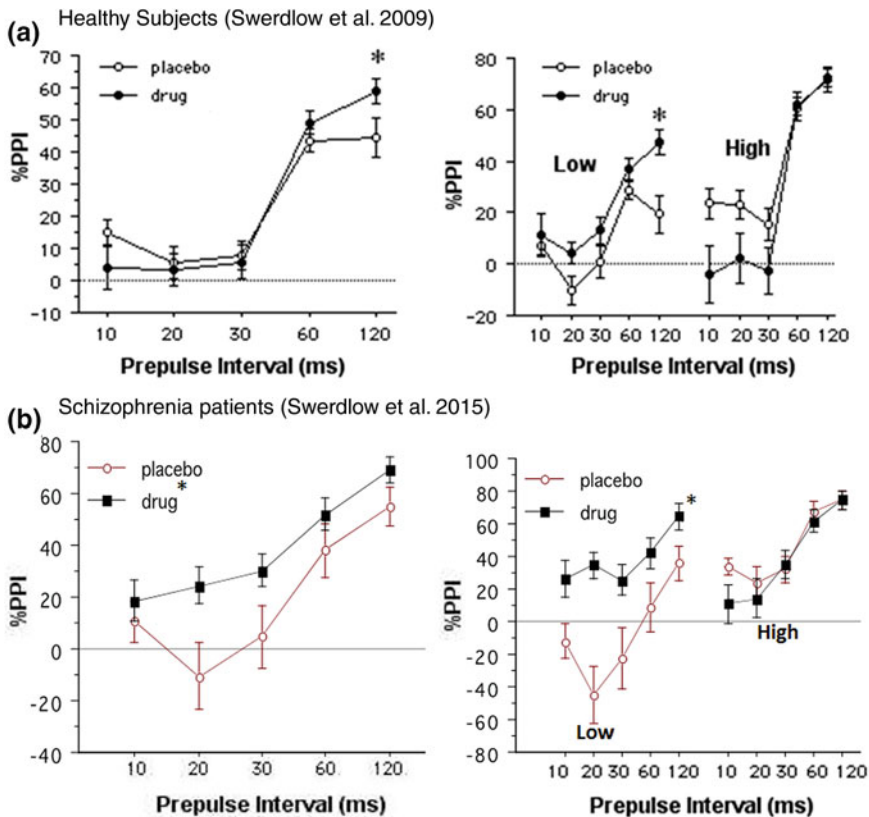 (a) Healthy Subjects (Swerdlow et al. 2009)
70
60
50
40
30
20
10
0
-10
%PPI
placebo
drug
*
10 20 30 60 120
Prepulse Interval (ms)
80
60
40
20
0
-20
%PPI
placebo
drug
*
Low
High
10 20 30 60 120 10 20 30 60 120
Prepulse Interval (ms)
(b) Schizophrenia patients (Swerdlow et al. 2015)
80
60
40
20
0
-20
-40
%PPI
placebo
drug *
10 20 30 60 120
Prepulse Interval (ms)
100
80
60
40
20
0
-20
-40
-60
-80
%PPI
placebo
drug
*
High
Low
10 20 30 60 120 10 20 30 60 120
Prepulse Interval (ms)